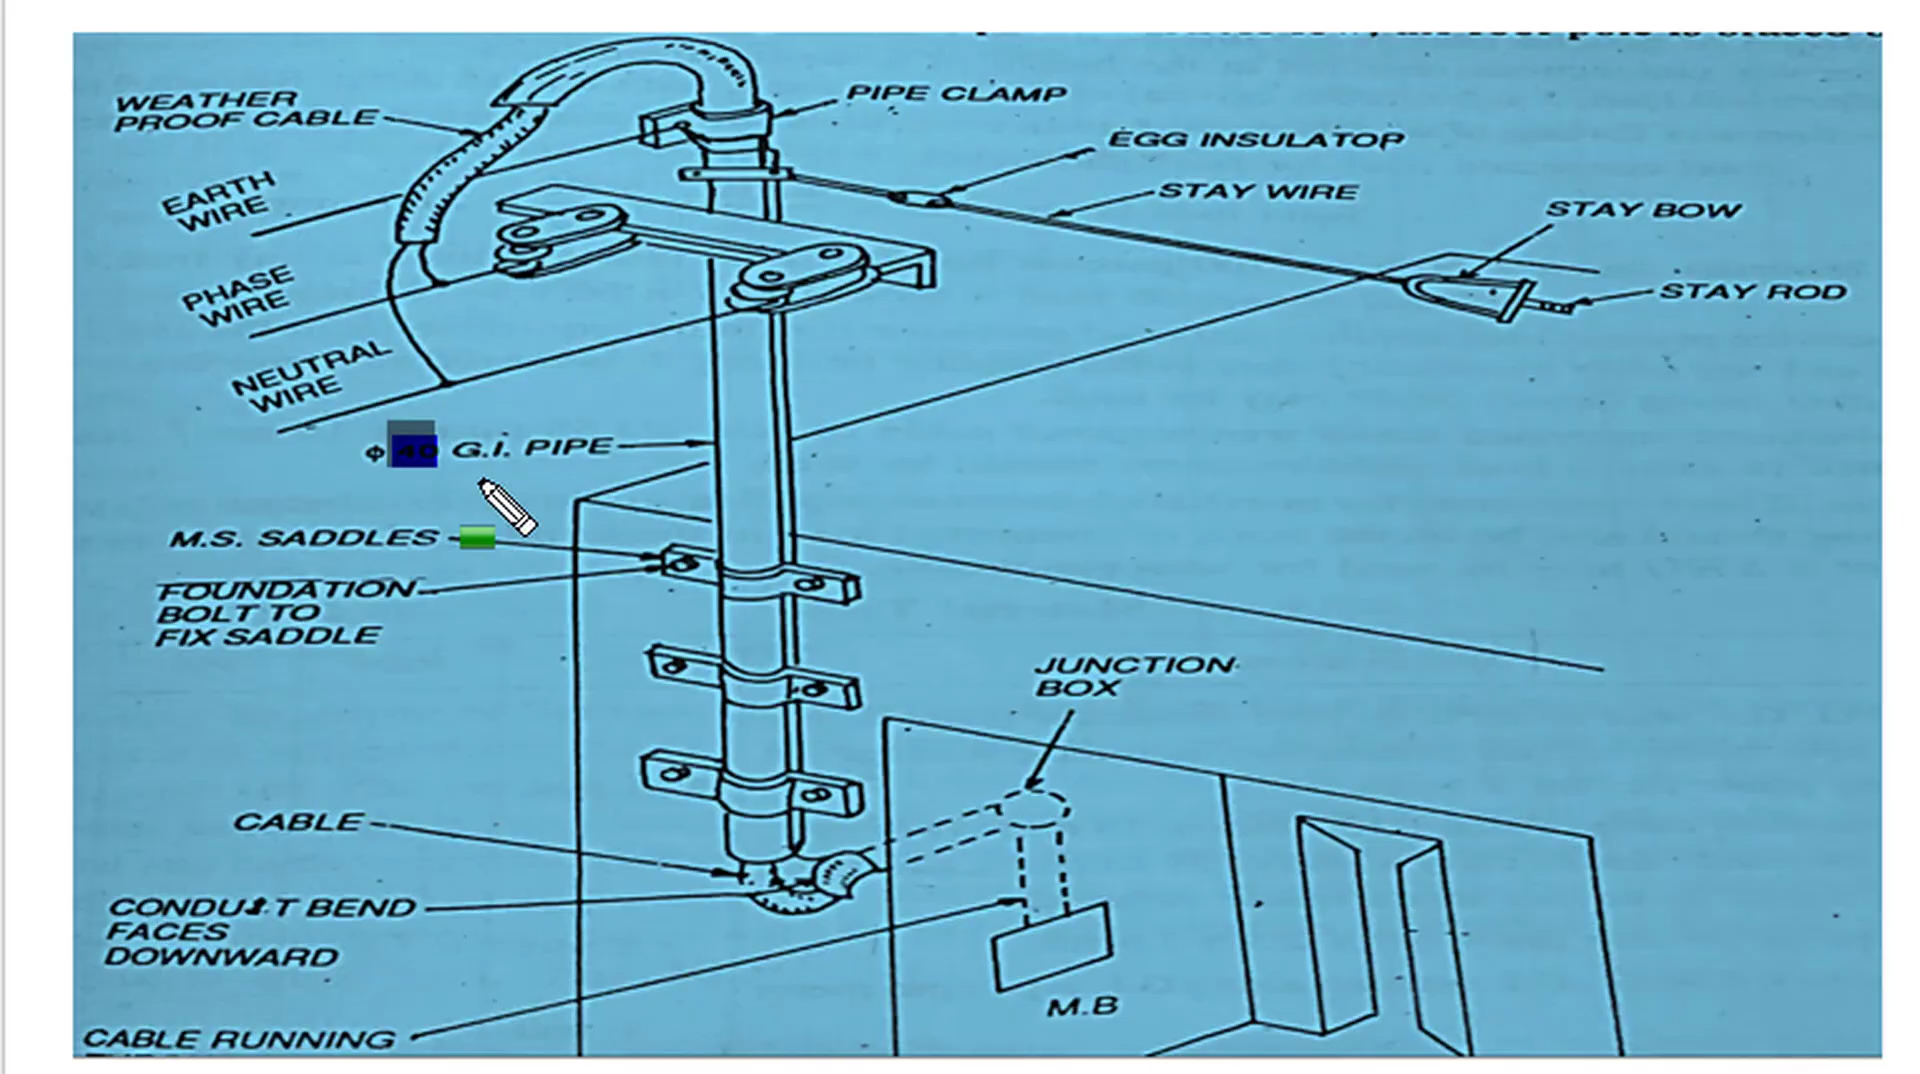 WEATHER
PROOF CABLE
PIPE CLAMP
EGG INSULATOR
EARTH
WIRE
STAY WIRE
STAY BOW
PHASE
WIRE
STAY ROD
NEUTRAL
WIRE
ϕ 40 G.I. PIPE
M.S. SADDLES
FOUNDATION
BOLT TO
FIX SADDLE
JUNCTION
BOX
CABLE
CONDUIT BEND
FACES
DOWNWARD
M.B
CABLE RUNNING